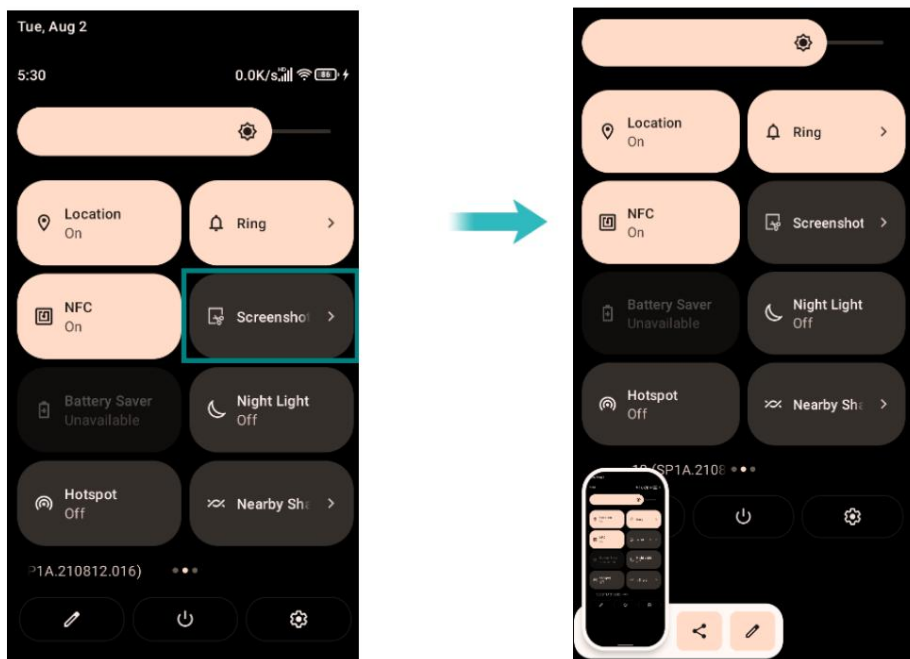 Tue, Aug 2
5:30
0.0K/s
86
Location
On
Ring
NFC
On
Screenshot
Battery Saver
Unavailable
Night Light
Off
Hotspot
Off
Nearby Sha
P1A.210812.016)
Location
On
Ring
NFC
On
Screenshot
Battery Saver
Unavailable
Night Light
Off
Hotspot
Off
Nearby Sha
(SP1A.2108